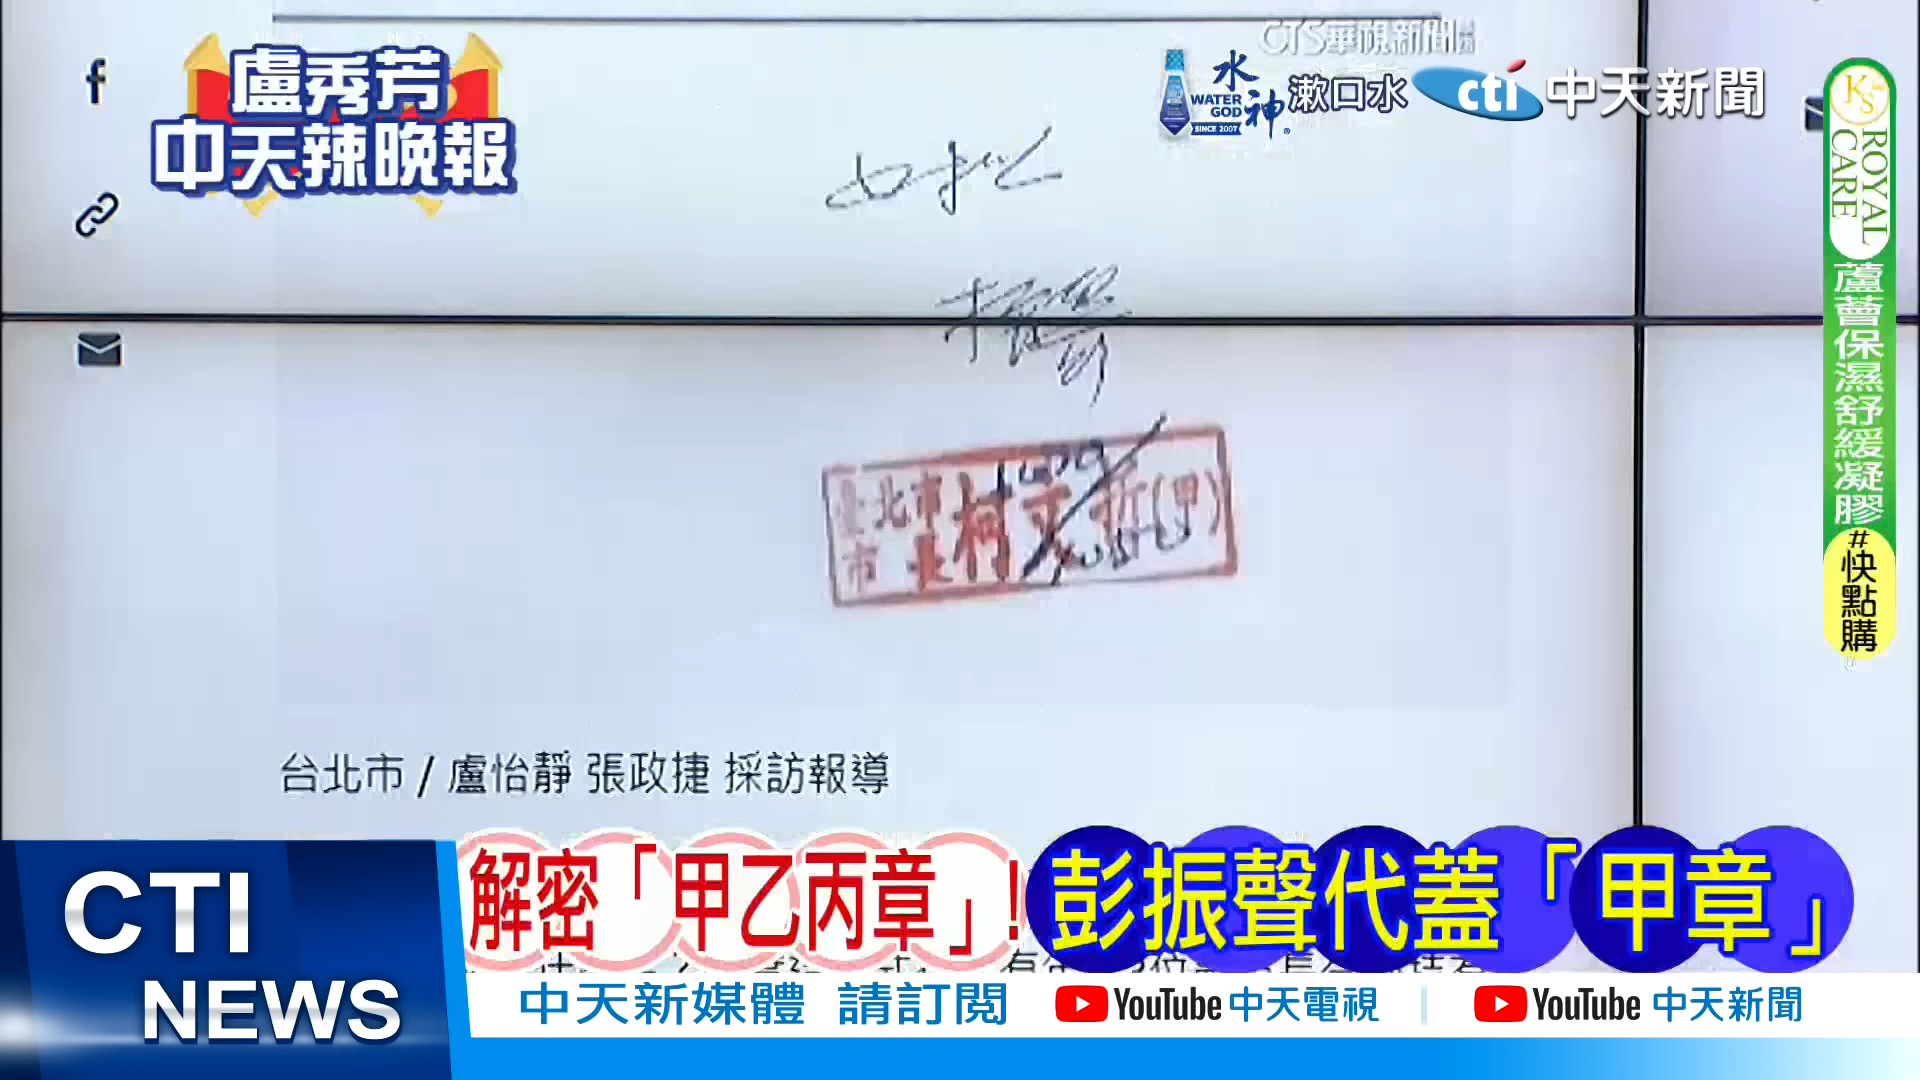 CTS華視新聞
盧秀芳
中天辣晚報
水神
WATER GOD
SINCE 2007
漱口水
cti 中天新聞
KS
ROYAL CARE
蘆薈保濕舒緩凝膠
#快點購
臺北市市長柯文哲(甲)
台北市 / 盧怡靜 張政捷 採訪報導
解密「甲乙丙章」! 彭振聲代蓋「甲章」
CTI NEWS
中天新媒體 請訂閱 YouTube 中天電視 | YouTube 中天新聞